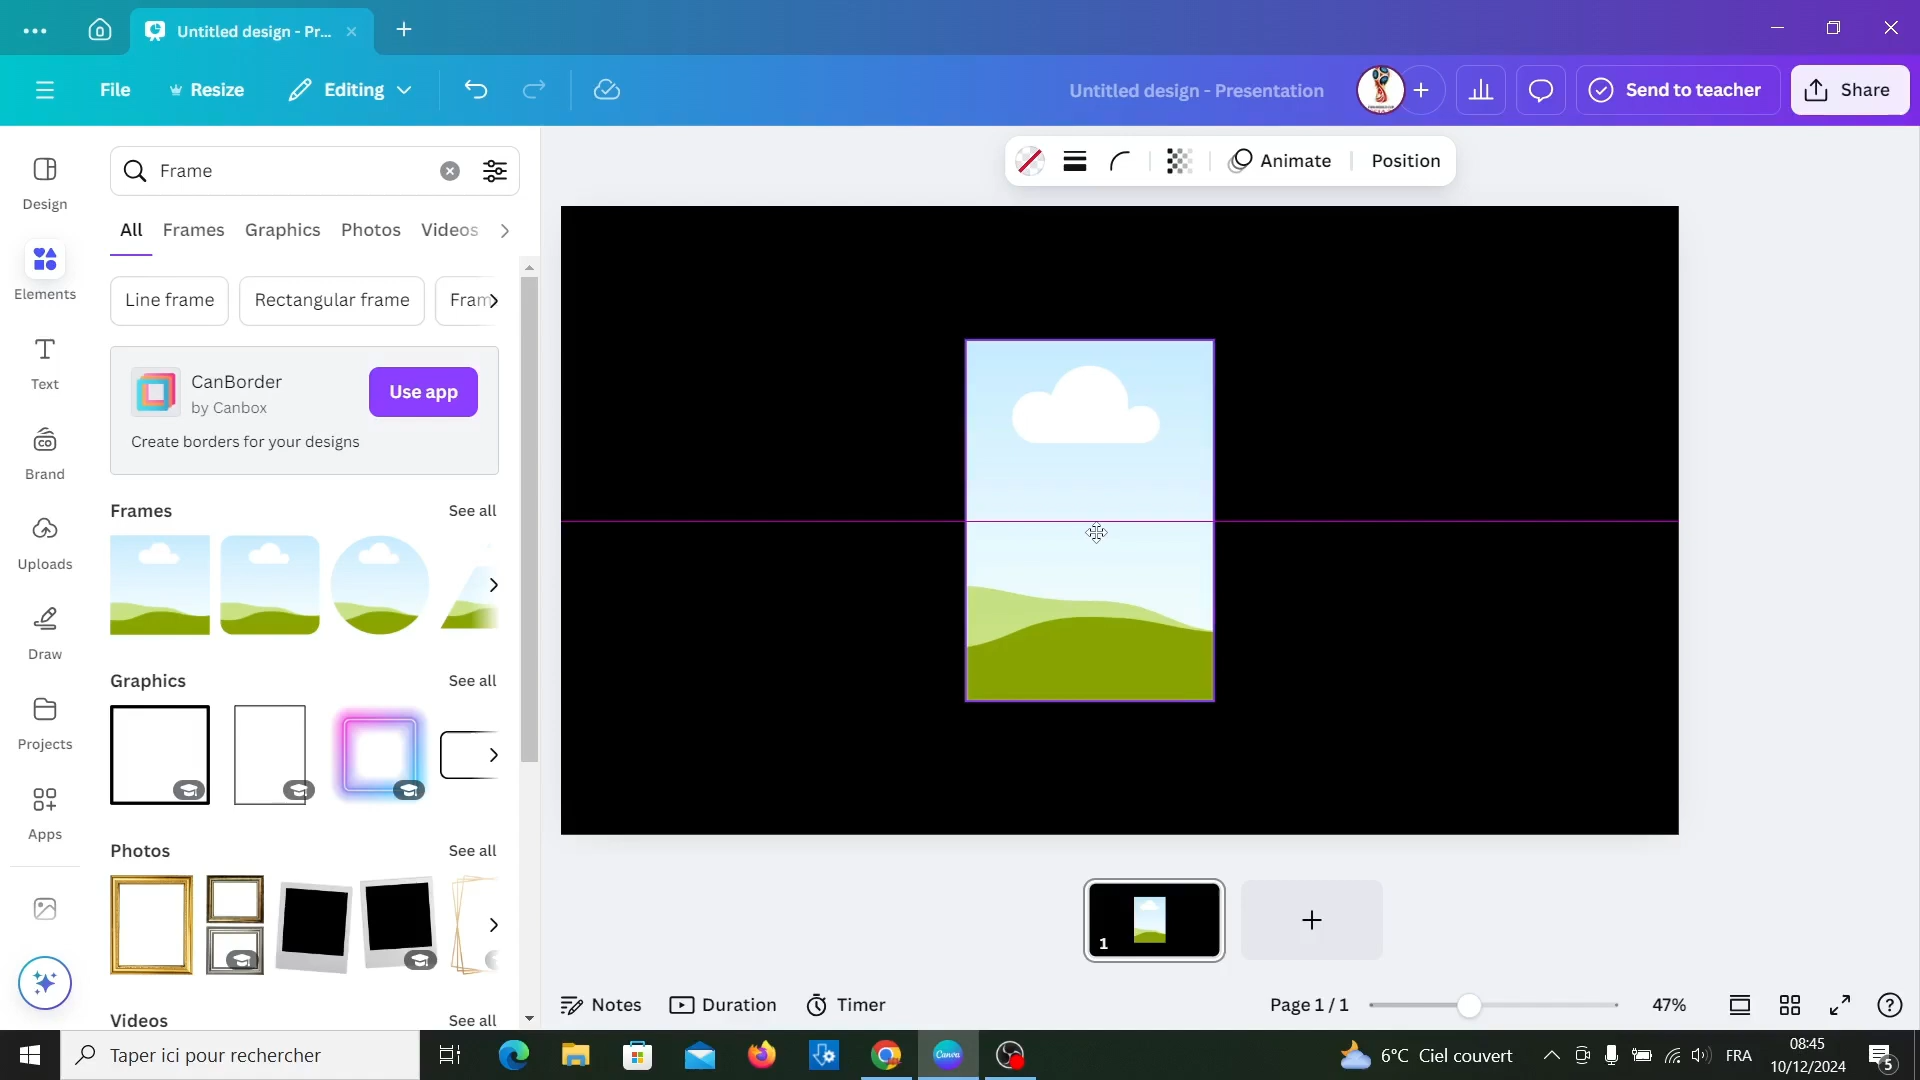 Untitled design - Pr...
File
Resize
Editing
Untitled design - Presentation
Send to teacher
Share
Design
Elements
Text
Brand
Uploads
Draw
Projects
Apps
Frame
All Frames Graphics Photos Videos
Line frame
Rectangular frame
CanBorder
by Canbox
Use app
Create borders for your designs
Frames
See all
Graphics
See all
Photos
See all
Videos
See all
Animate
Position
1
Notes
Duration
Timer
Page 1 / 1
47%
Taper ici pour rechercher
Canva
6°C Ciel couvert
FRA
08:45
10/12/2024
5